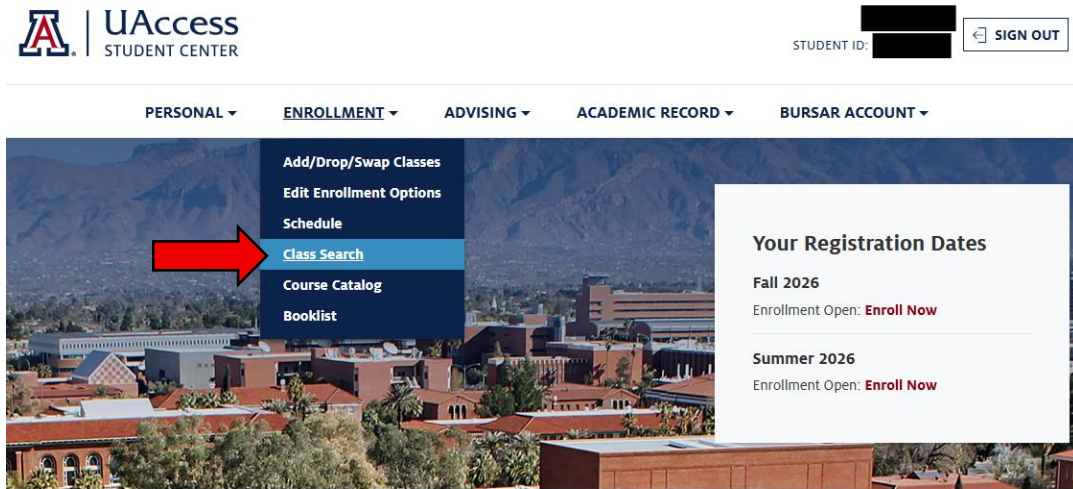 A
UAccess
STUDENT CENTER
STUDENT ID:
SIGN OUT
PERSONAL
ENROLLMENT
ADVISING
ACADEMIC RECORD
BURSAR ACCOUNT
Add/Drop/Swap Classes
Edit Enrollment Options
Schedule
Class Search
Course Catalog
Booklist
Your Registration Dates
Fall 2026
Enrollment Open: Enroll Now
Summer 2026
Enrollment Open: Enroll Now